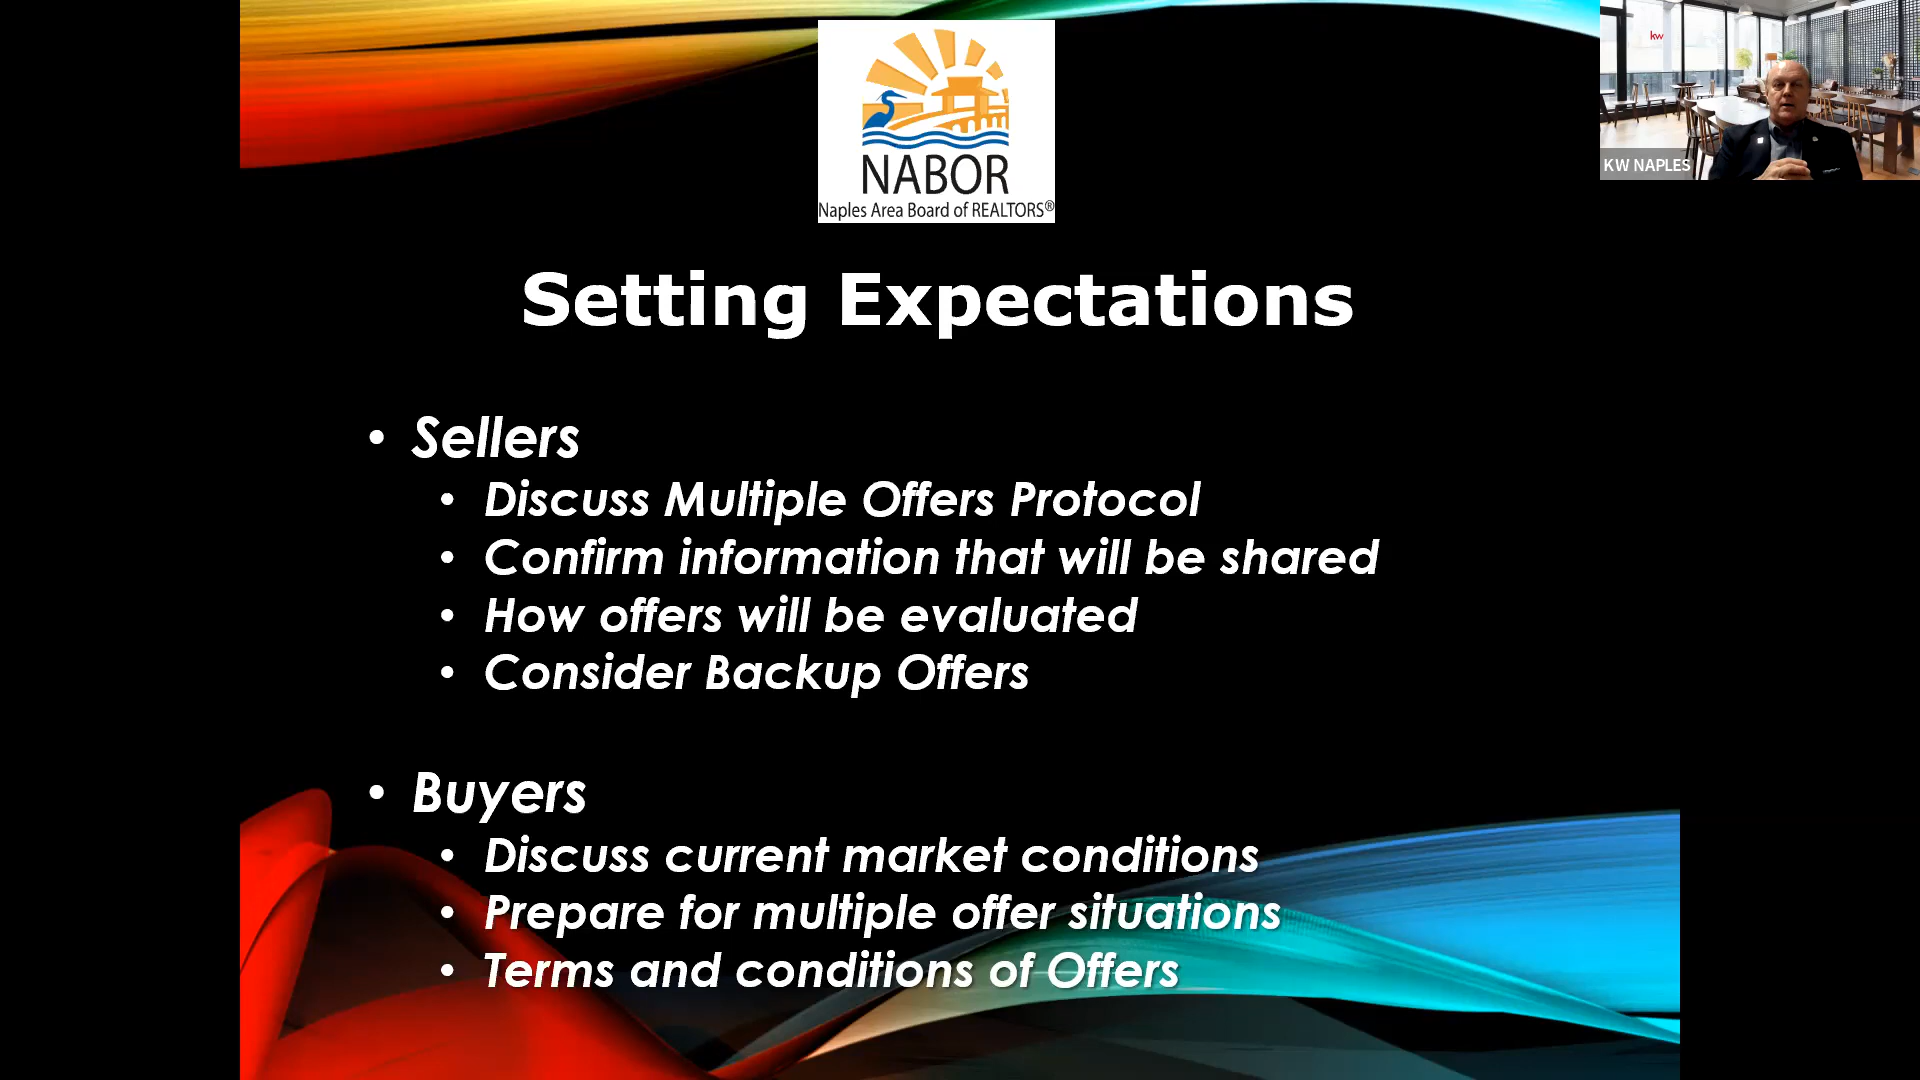 NABOR
Naples Area Board of REALTORS®
kw
KW NAPLES
Setting Expectations
• Sellers
• Discuss Multiple Offers Protocol
• Confirm information that will be shared
• How offers will be evaluated
• Consider Backup Offers
• Buyers
• Discuss current market conditions
• Prepare for multiple offer situations
• Terms and conditions of Offers